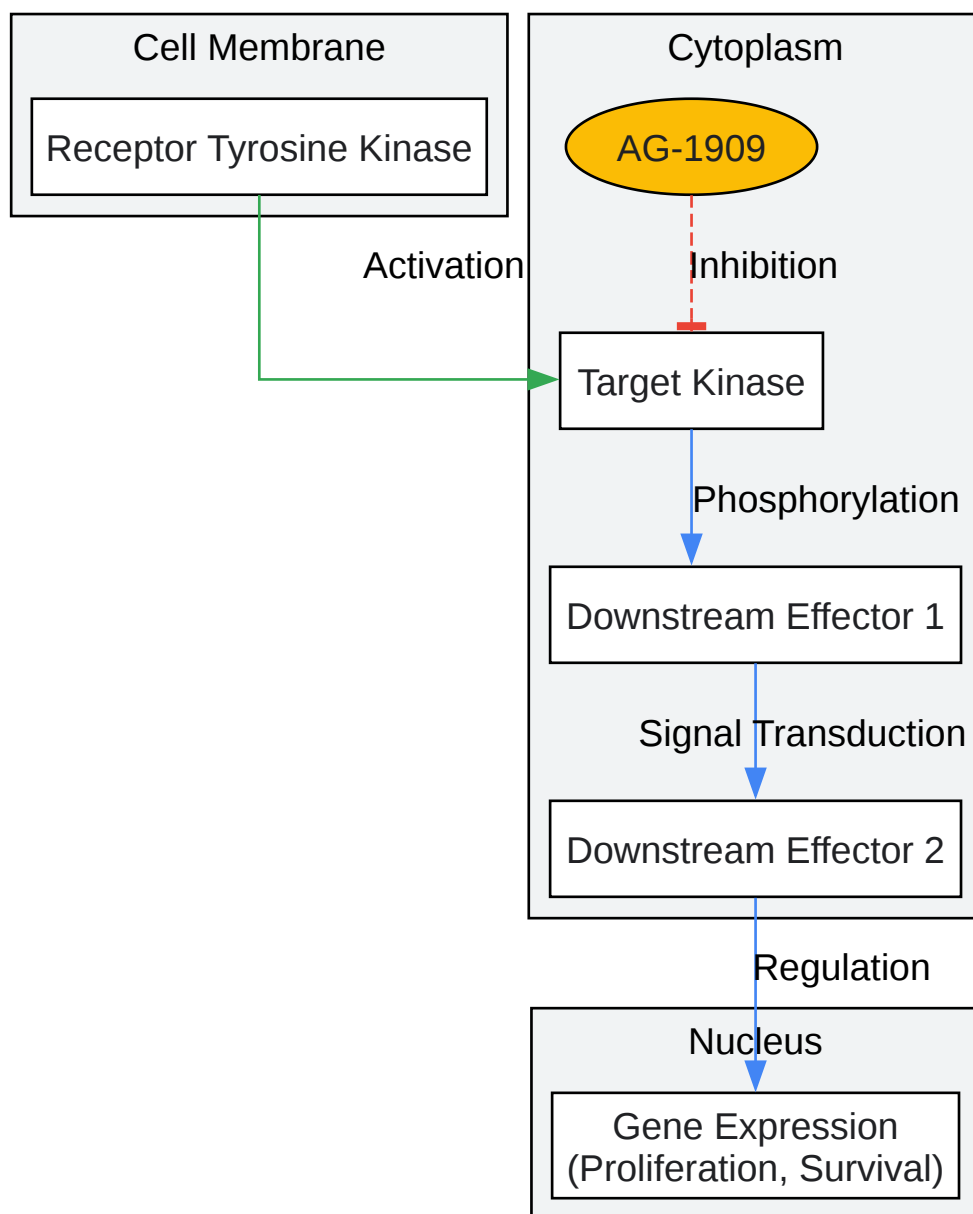 Cell Membrane
Receptor Tyrosine Kinase
Cytoplasm
AG-1909
Activation
Inhibition
Target Kinase
Phosphorylation
Downstream Effector 1
Signal Transduction
Downstream Effector 2
Regulation
Nucleus
Gene Expression
(Proliferation, Survival)